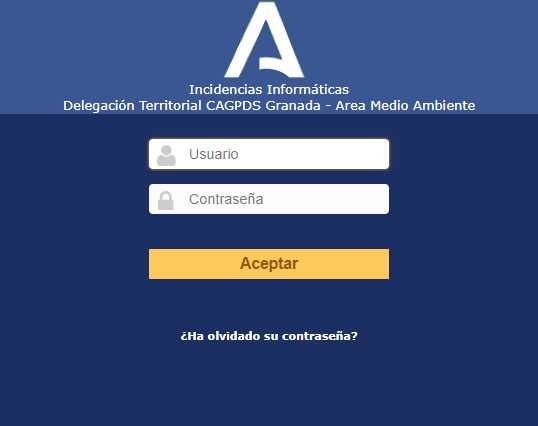 Incidencias Informáticas
Delegación Territorial CAGPDS Granada - Area Medio Ambiente
Usuario
Contraseña
Aceptar
¿Ha olvidado su contraseña?